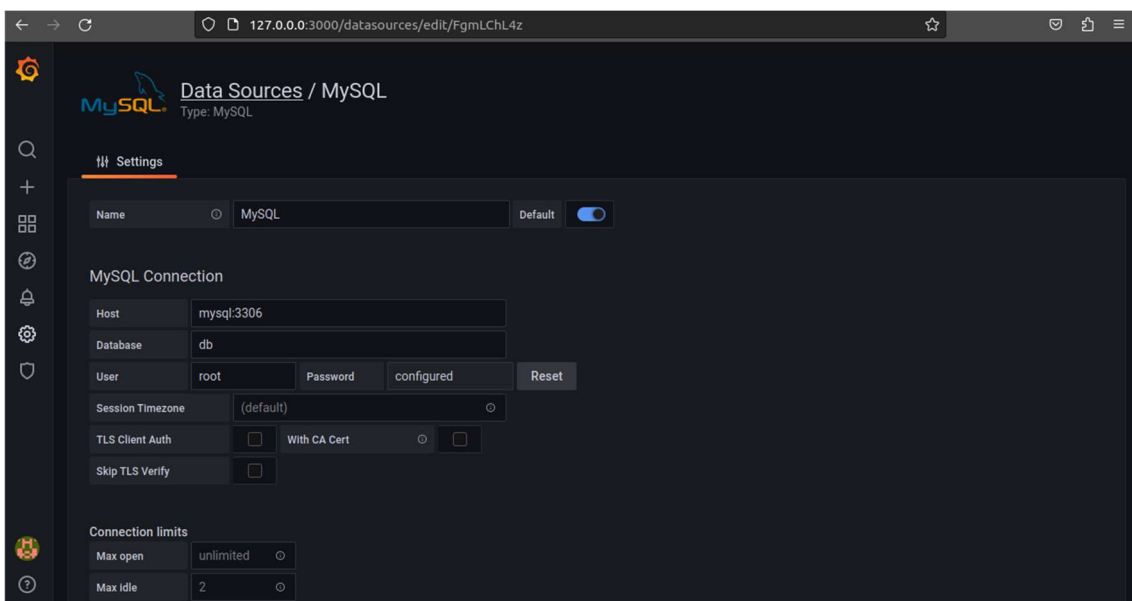 127.0.0.0:3000/datasources/edit/FgmLChL4z
MySQL.
Data Sources / MySQL
Type: MySQL
Settings
Name MySQL Default
MySQL Connection
Host mysql:3306
Database db
User root Password configured Reset
Session Timezone (default)
TLS Client Auth With CA Cert
Skip TLS Verify
Connection limits
Max open unlimited
Max idle 2